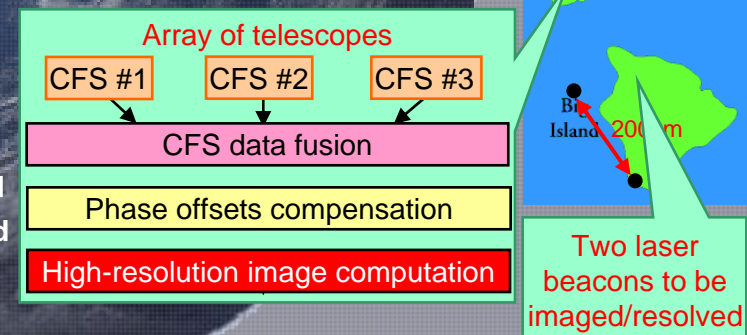 Array of telescopes
CFS #1 CFS #2 CFS #3
CFS data fusion
Phase offsets compensation
High-resolution image computation
Island
Two laser
beacons to be
imaged/resolved